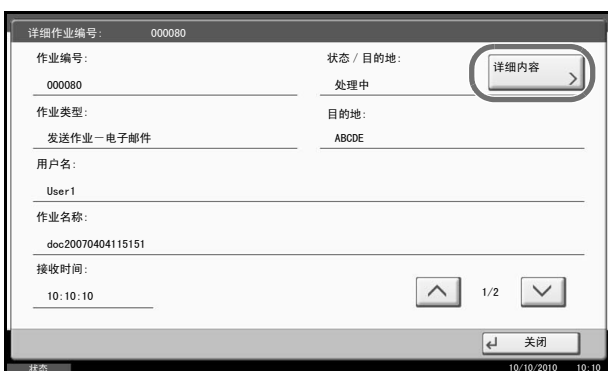 详细作业编号: 000080
作业编号: 状态 / 目的地: 详细内容
000080 处理中
作业类型: 目的地:
发送作业－电子邮件 ABCDE
用户名:
User1
作业名称:
doc20070404115151
接收时间:
10:10:10 1/2
关闭
状态 10/10/2010 10:10